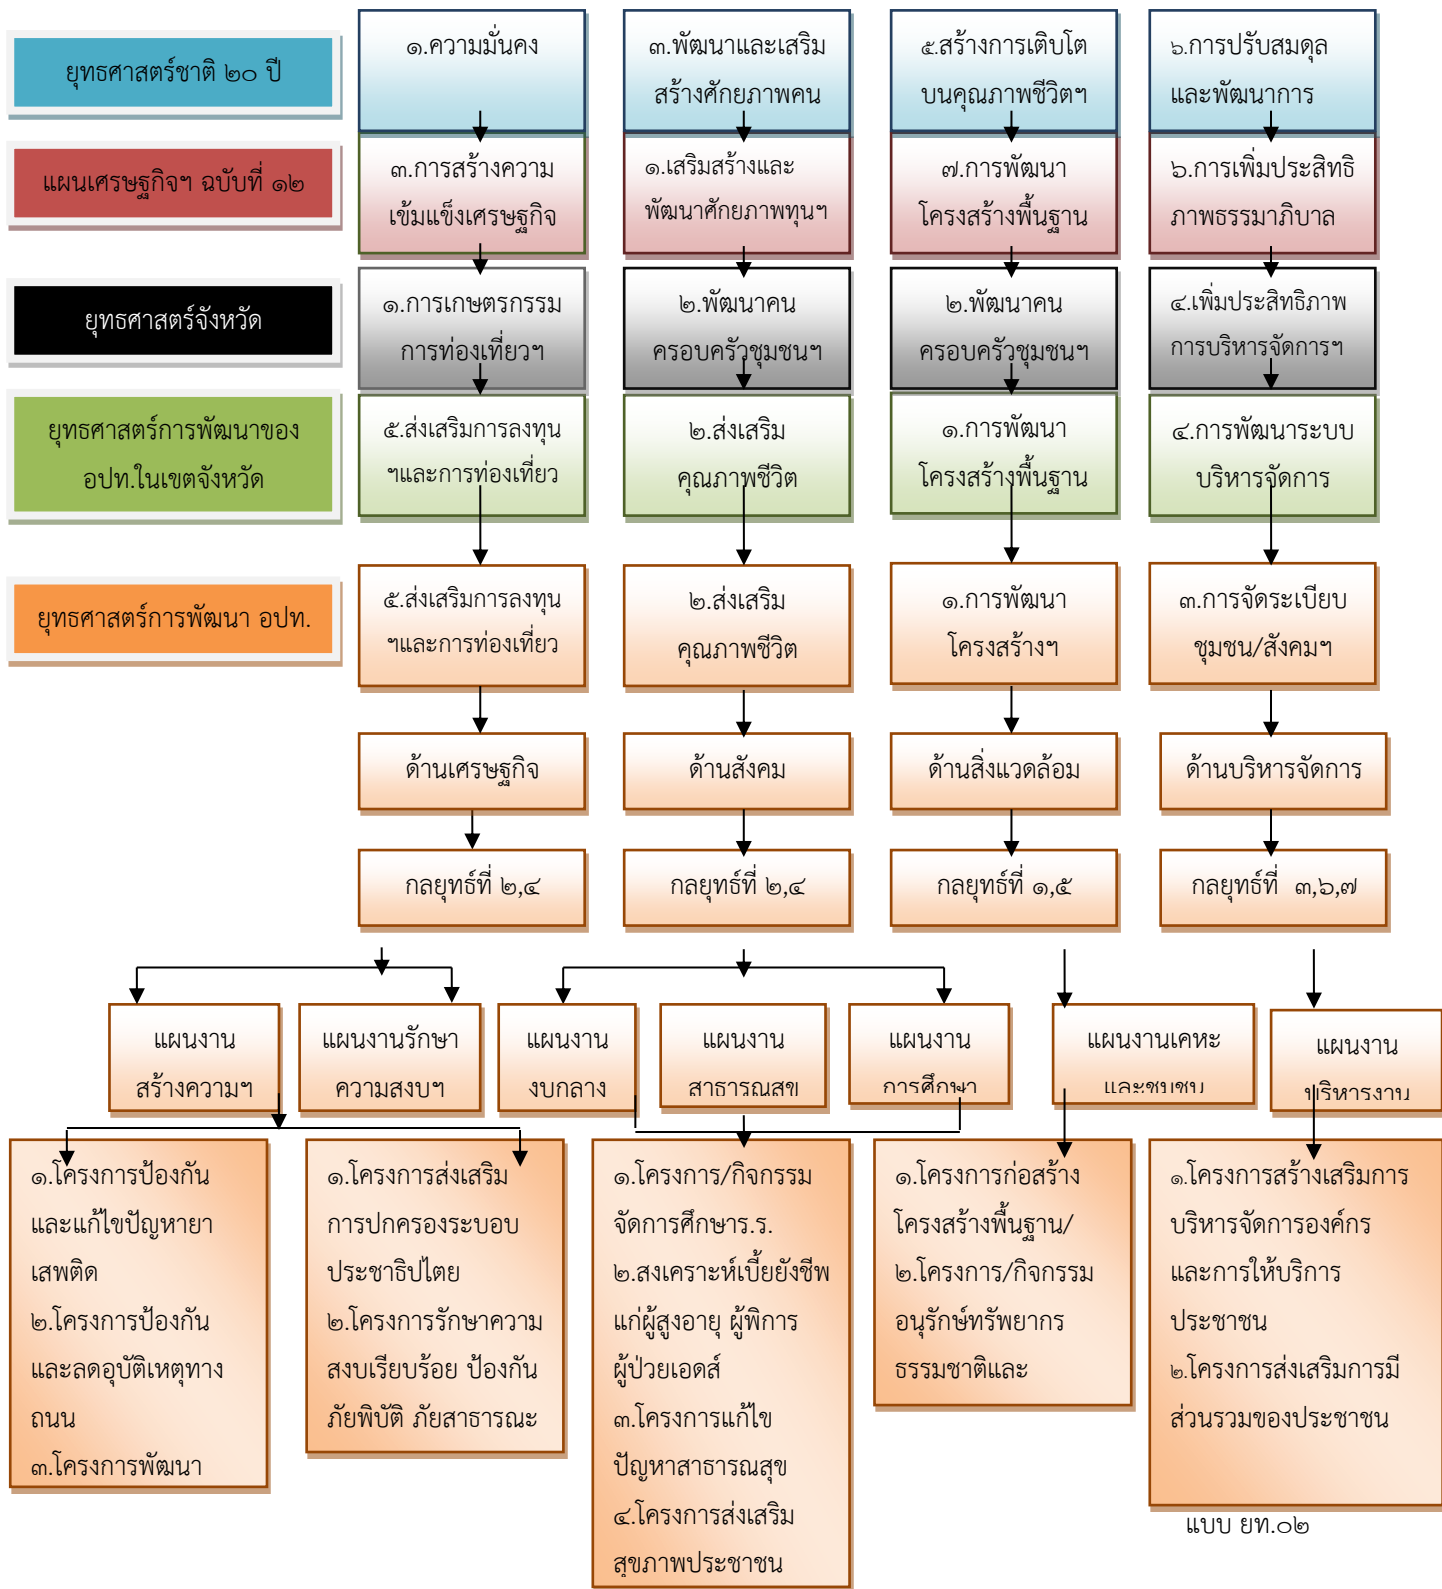 ยุทธศาสตร์ชาติ ๒๐ ปี
๑.ความมั่นคง
๓.พัฒนาและเสริม
สร้างศักยภาพคน
๕.สร้างการเติบโต
บนคุณภาพชีวิตฯ
๖.การปรับสมดุล
และพัฒนาการ
แผนเศรษฐกิจฯ ฉบับที่ ๑๒
๓.การสร้างความ
เข้มแข็งเศรษฐกิจ
๑.เสริมสร้างและ
พัฒนาศักยภาพทุนฯ
๗.การพัฒนา
โครงสร้างพื้นฐาน
๖.การเพิ่มประสิทธิ
ภาพธรรมาภิบาล
ยุทธศาสตร์จังหวัด
๑.การเกษตรกรรม
การท่องเที่ยวฯ
๒.พัฒนาคน
ครอบครัวชุมชนฯ
๒.พัฒนาคน
ครอบครัวชุมชนฯ
๔.เพิ่มประสิทธิภาพ
การบริหารจัดการฯ
ยุทธศาสตร์การพัฒนาของ
อปท.ในเขตจังหวัด
๕.ส่งเสริมการลงทุน
ฯและการท่องเที่ยว
๒.ส่งเสริม
คุณภาพชีวิต
๑.การพัฒนา
โครงสร้างพื้นฐาน
๔.การพัฒนาระบบ
บริหารจัดการ
ยุทธศาสตร์การพัฒนา อปท.
๕.ส่งเสริมการลงทุน
ฯและการท่องเที่ยว
๒.ส่งเสริม
คุณภาพชีวิต
๑.การพัฒนา
โครงสร้างฯ
๓.การจัดระเบียบ
ชุมชน/สังคมฯ
ด้านเศรษฐกิจ
ด้านสังคม
ด้านสิ่งแวดล้อม
ด้านบริหารจัดการ
กลยุทธ์ที่ ๒,๔
กลยุทธ์ที่ ๒,๔
กลยุทธ์ที่ ๑,๕
กลยุทธ์ที่ ๓,๖,๗
แผนงาน
สร้างความฯ
แผนงานรักษา
ความสงบฯ
แผนงาน
งบกลาง
แผนงาน
สาธารณสุข
แผนงาน
การศึกษา
แผนงานเคหะ
และชุมชน
แผนงาน
บริหารงาน
๑.โครงการป้องกัน
และแก้ไขปัญหายา
เสพติด
๒.โครงการป้องกัน
และลดอุบัติเหตุทาง
ถนน
๓.โครงการพัฒนา
๑.โครงการส่งเสริม
การปกครองระบอบ
ประชาธิปไตย
๒.โครงการรักษาความ
สงบเรียบร้อย ป้องกัน
ภัยพิบัติ ภัยสาธารณะ
๑.โครงการ/กิจกรรม
จัดการศึกษาร.ร.
๒.สงเคราะห์เบี้ยยังชีพ
แก่ผู้สูงอายุ ผู้พิการ
ผู้ป่วยเอดส์
๓.โครงการแก้ไข
ปัญหาสาธารณสุข
๔.โครงการส่งเสริม
สุขภาพประชาชน
๑.โครงการก่อสร้าง
โครงสร้างพื้นฐาน/
๒.โครงการ/กิจกรรม
อนุรักษ์ทรัพยากร
ธรรมชาติและ
๑.โครงการสร้างเสริมการ
บริหารจัดการองค์กร
และการให้บริการ
ประชาชน
๒.โครงการส่งเสริมการมี
ส่วนรวมของประชาชน
แบบ ยท.๐๒